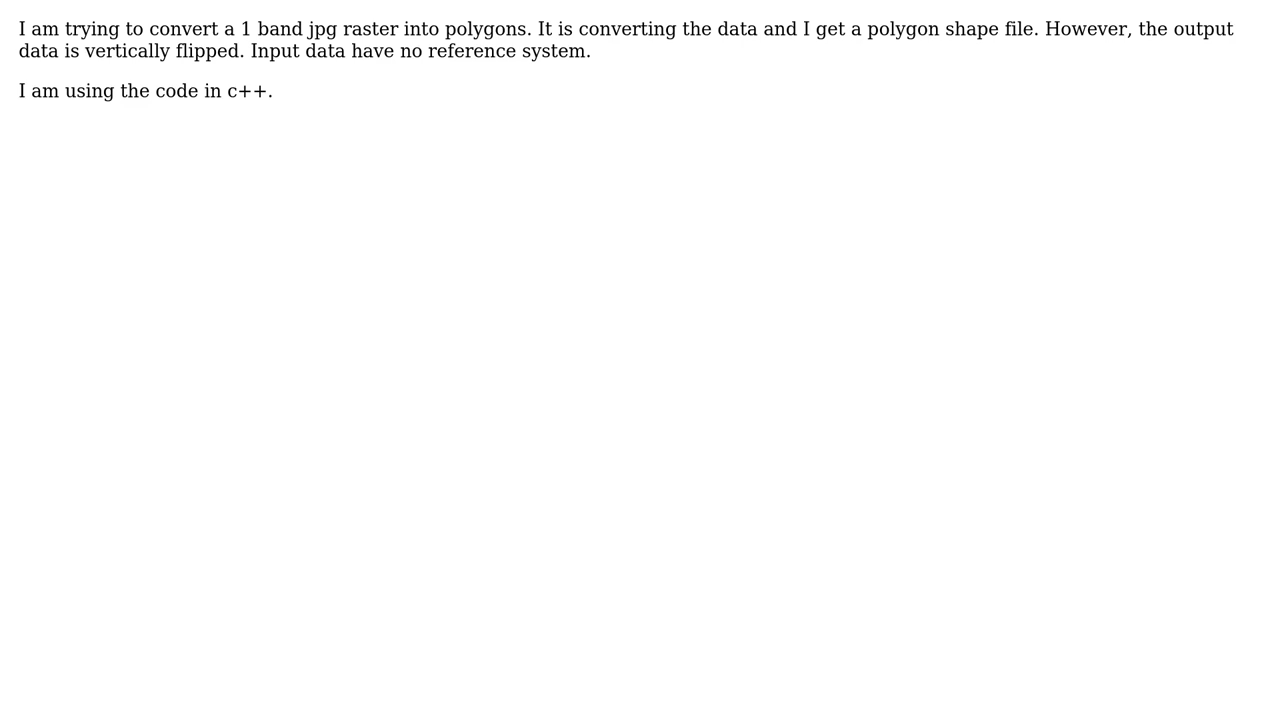 I am trying to convert a 1 band jpg raster into polygons. It is converting the data and I get a polygon shape file. However, the output
data is vertically flipped. Input data have no reference system.
I am using the code in c++.